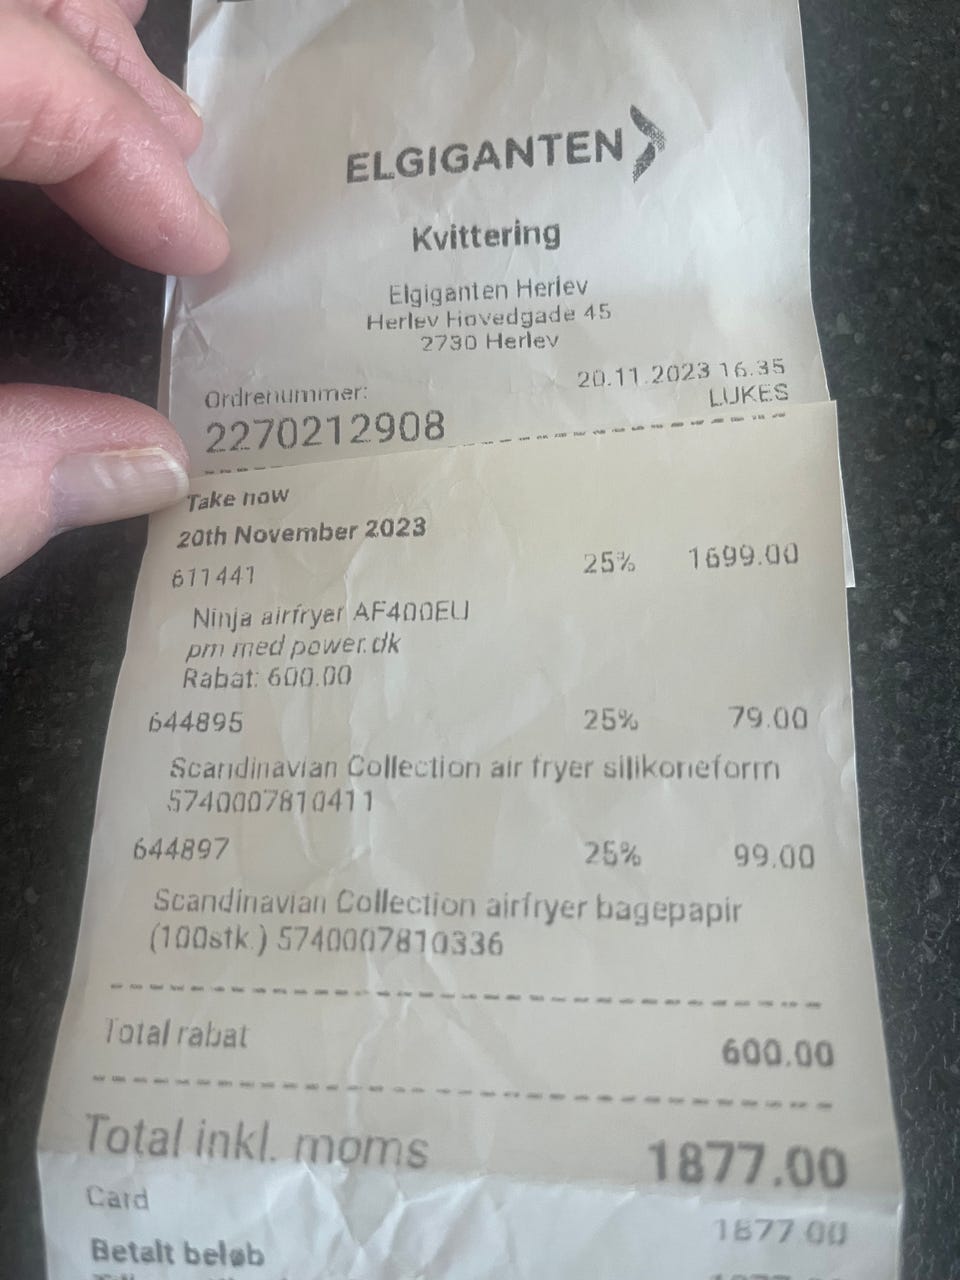 ELGIGANTEN
Kvittering
Elgiganten Herlev
Herlev Hovedgade 45
2730 Herlev
20.11.2023 16.35
Ordrenummer:
LUKES
2270212908
Take now
20th November 2023
611441 25% 1699.00
Ninja airfryer AF400EU
pm med power.dk
Rabat: 600.00
644895 25% 79.00
Scandinavian Collection air fryer silikoneform
5740007810411
644897 25% 99.00
Scandinavian Collection airfryer bagepapir
(100stk.) 5740007810336
Total rabat 600.00
Total inkl. moms 1877.00
Card 1877.00
Betalt beløb